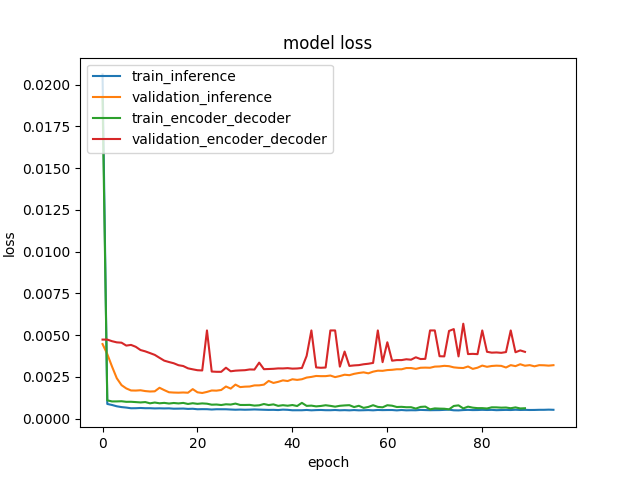 model loss
train_inference
validation_inference
train_encoder_decoder
validation_encoder_decoder
0.0200
0.0175
0.0150
0.0125
0.0100
0.0075
0.0050
0.0025
0.0000
loss
0 20 40 60 80
epoch